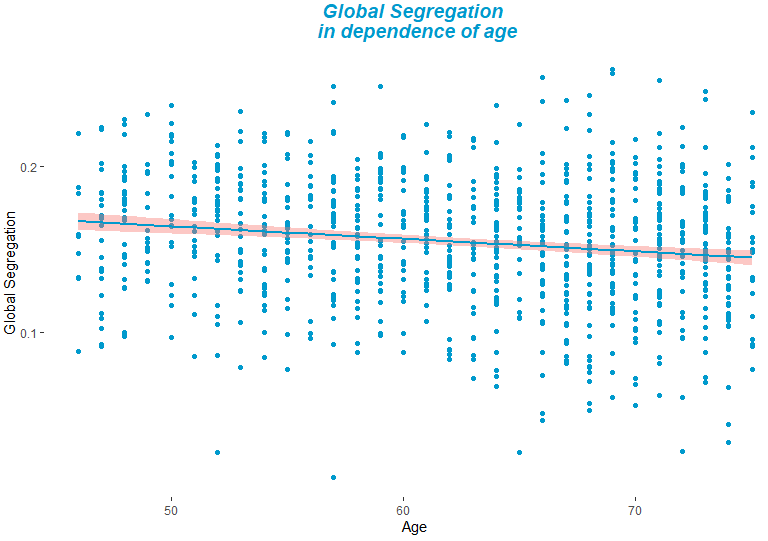 Global Segregation
in dependence of age
0.2
0.1
Global Segregation
50
60
70
Age